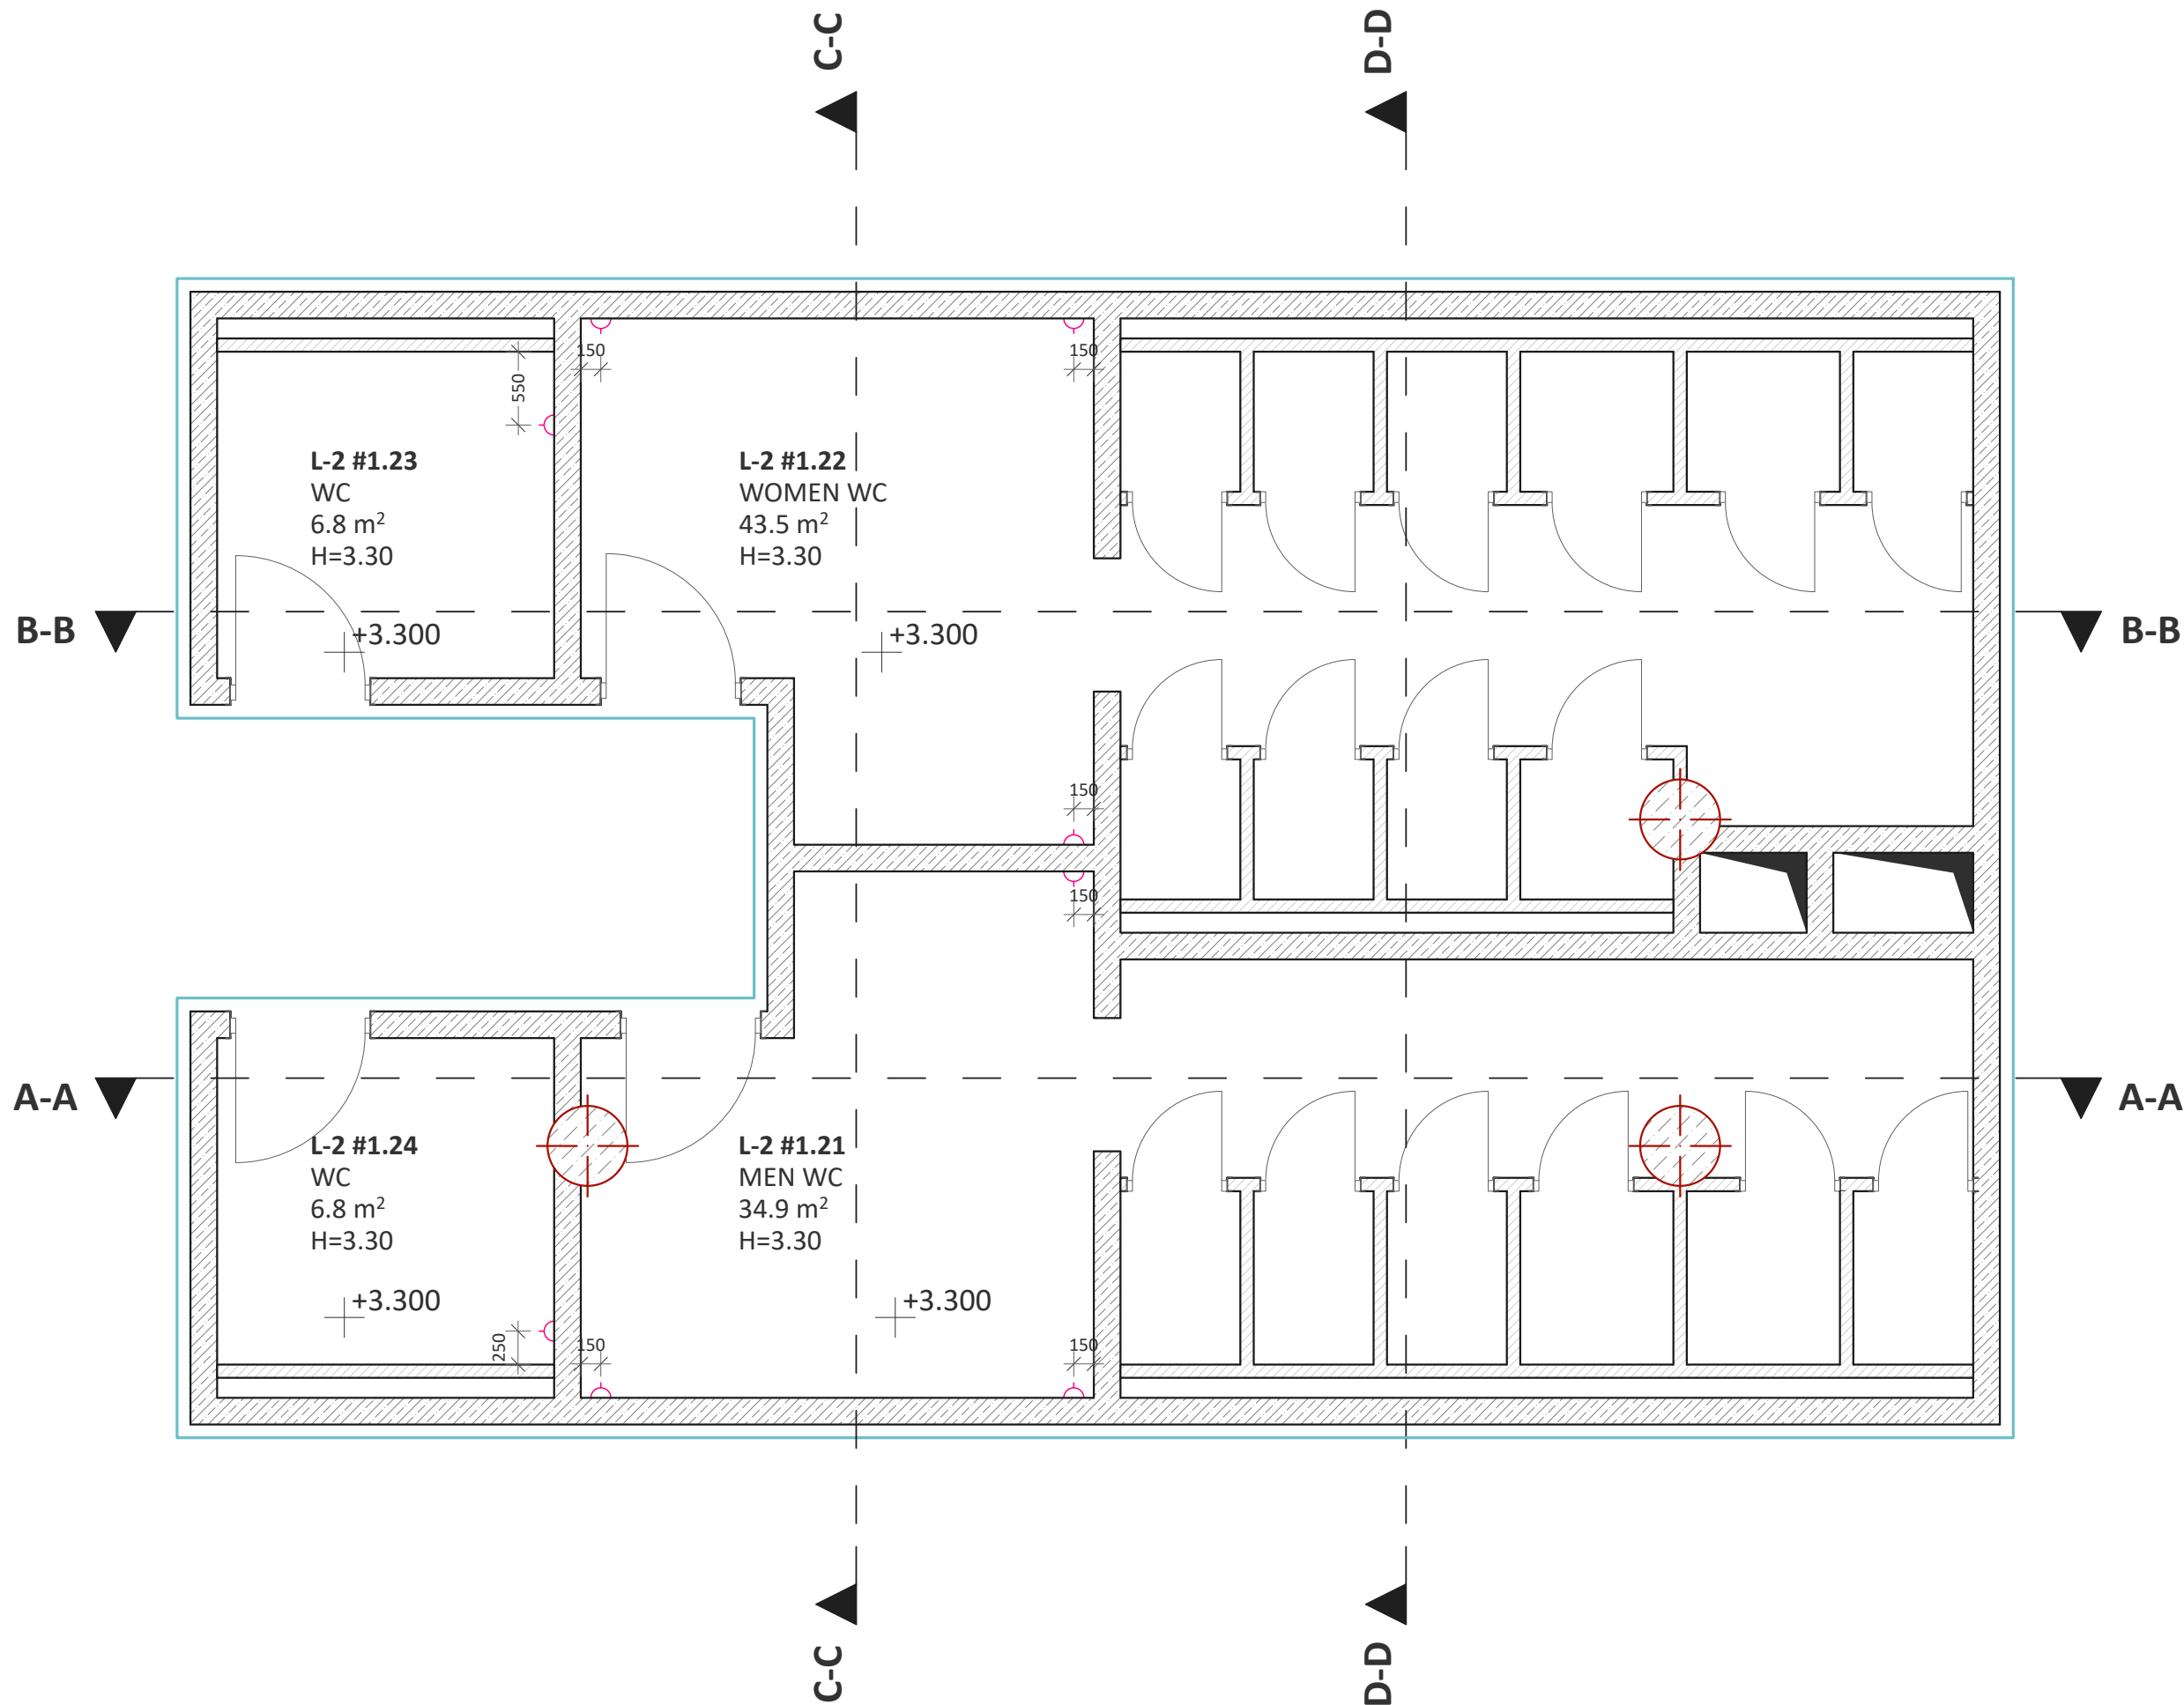 C-C
D-D
150
150
550
L-2 #1.23
WC
6.8 m²
H=3.30
L-2 #1.22
WOMEN WC
43.5 m²
H=3.30
B-B
+3.300
+3.300
B-B
150
150
A-A
A-A
L-2 #1.24
WC
6.8 m²
H=3.30
L-2 #1.21
MEN WC
34.9 m²
H=3.30
+3.300
+3.300
250
150
150
C-C
D-D